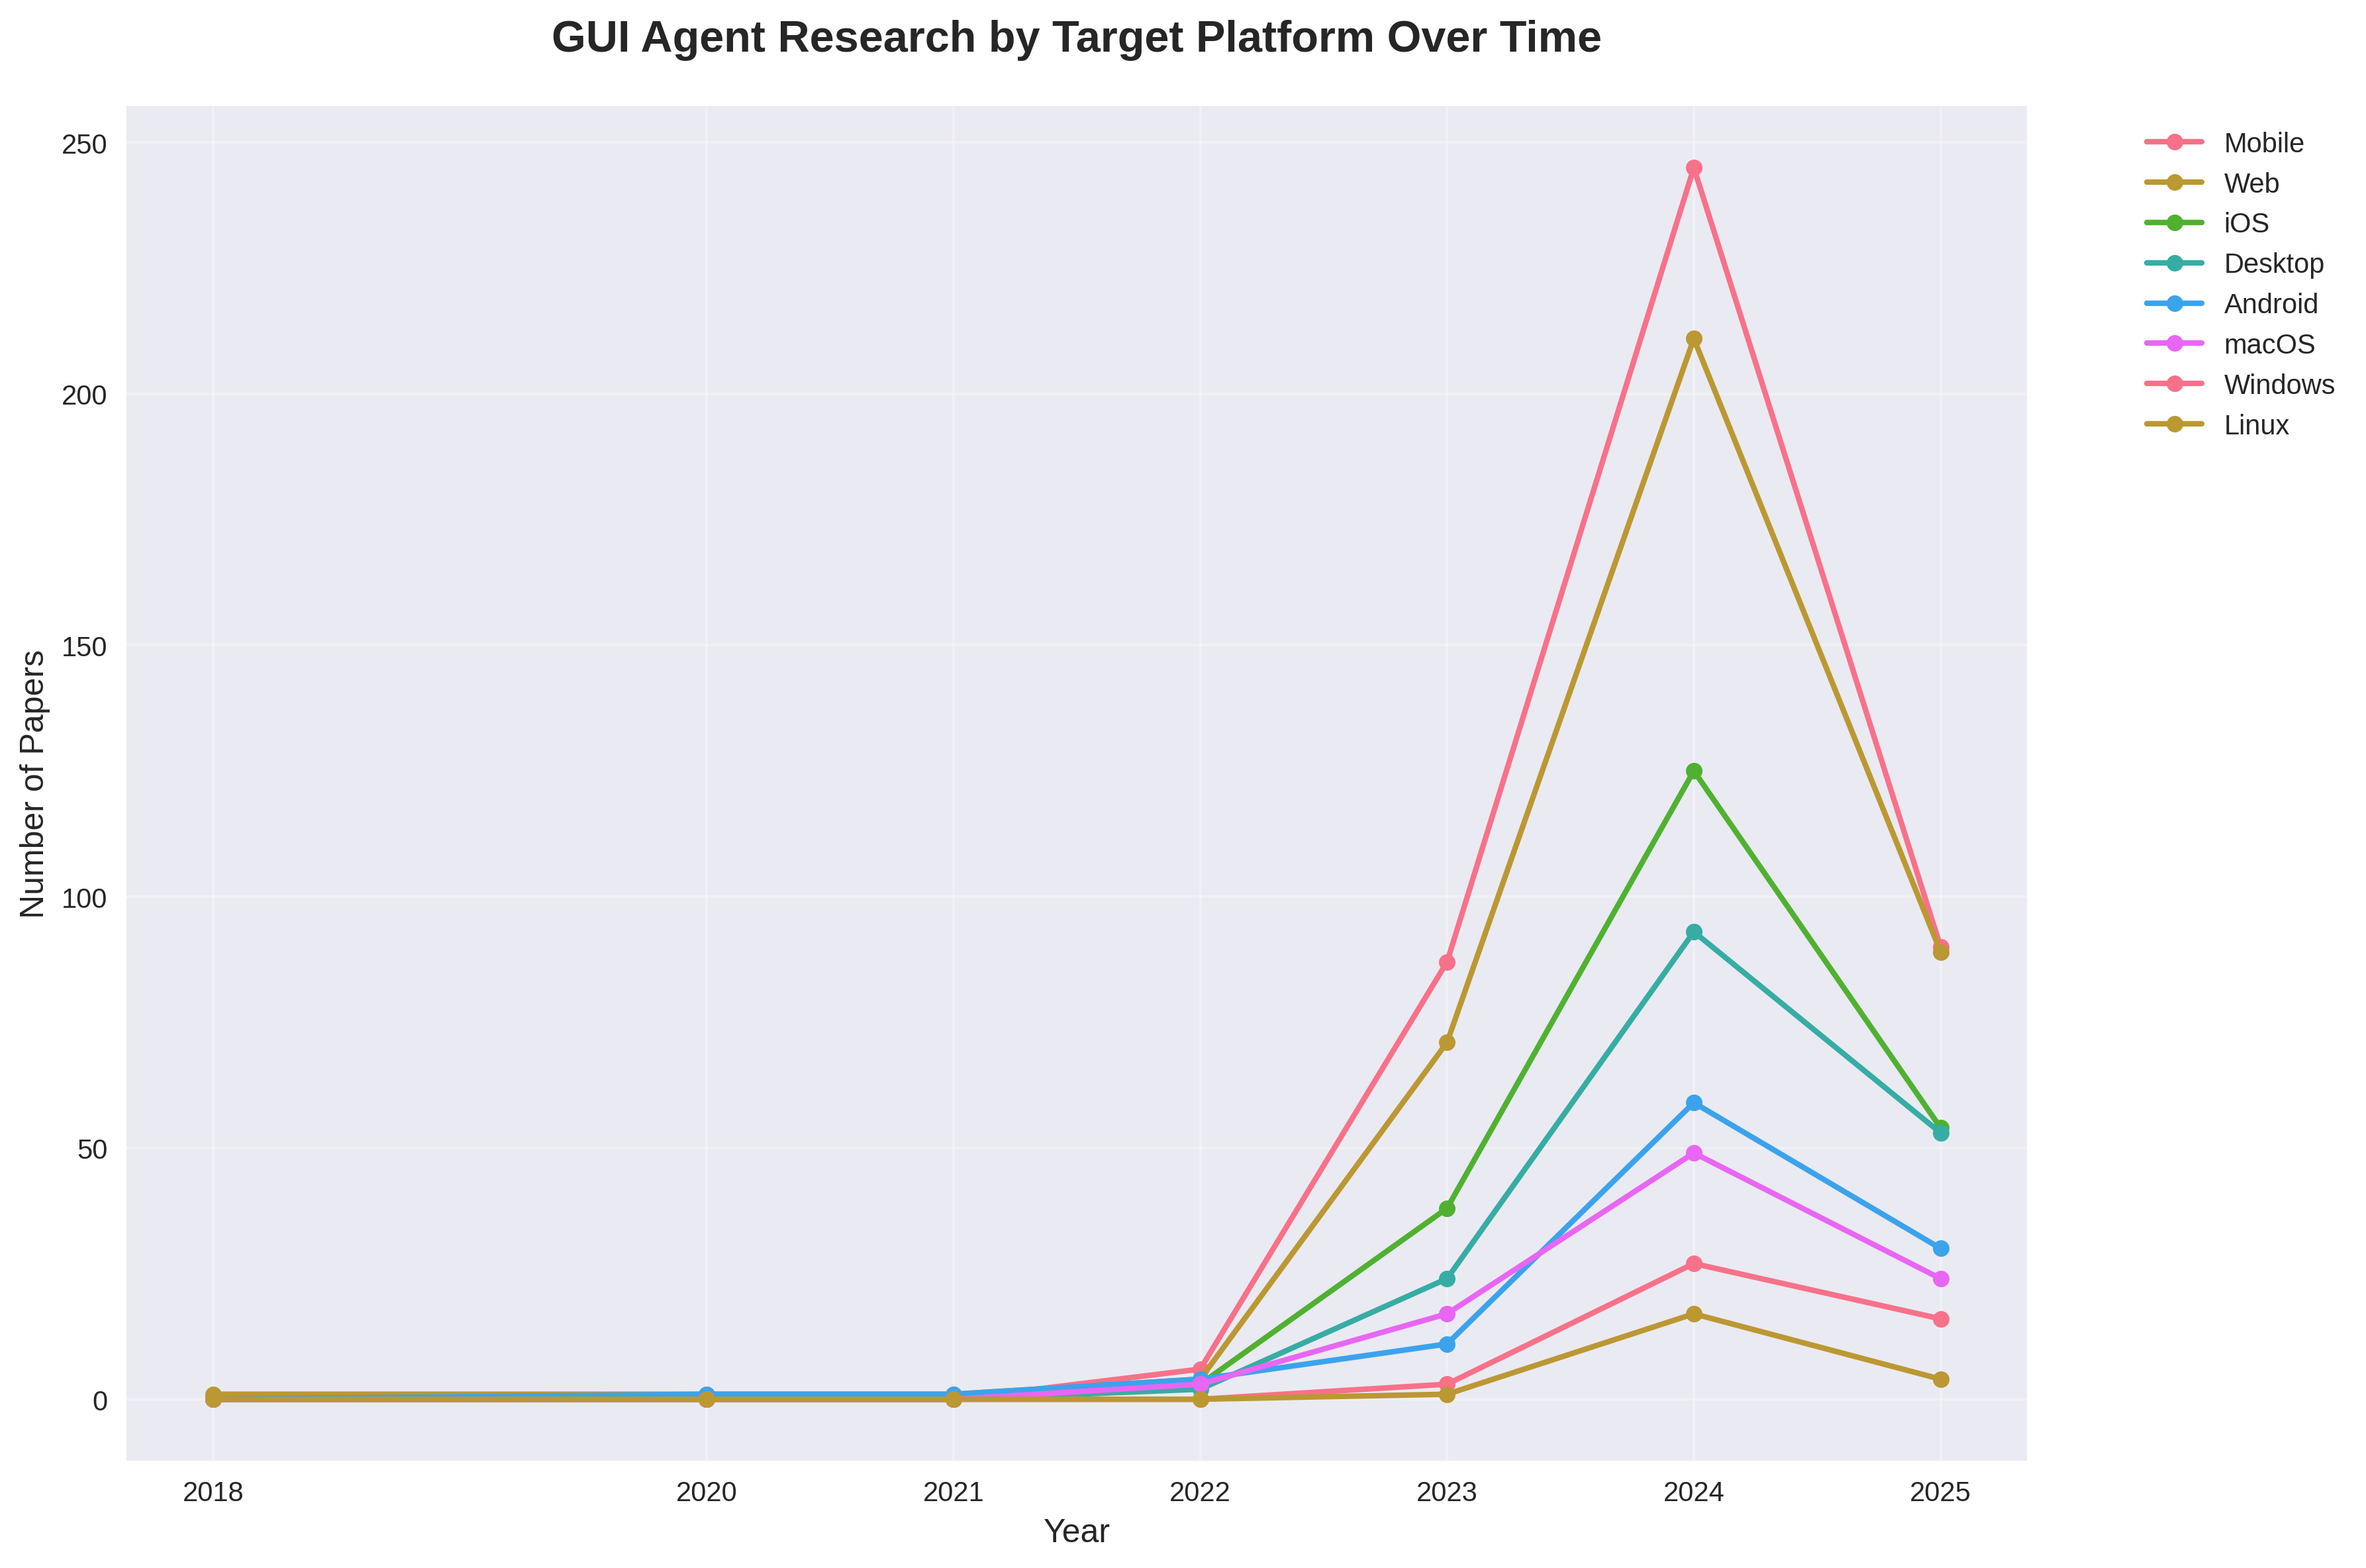 GUI Agent Research by Target Platform Over Time
250
200
150
100
50
0
Number of Papers
2018
2020
2021
2022
2023
2024
2025
Year
Mobile
Web
iOS
Desktop
Android
macOS
Windows
Linux